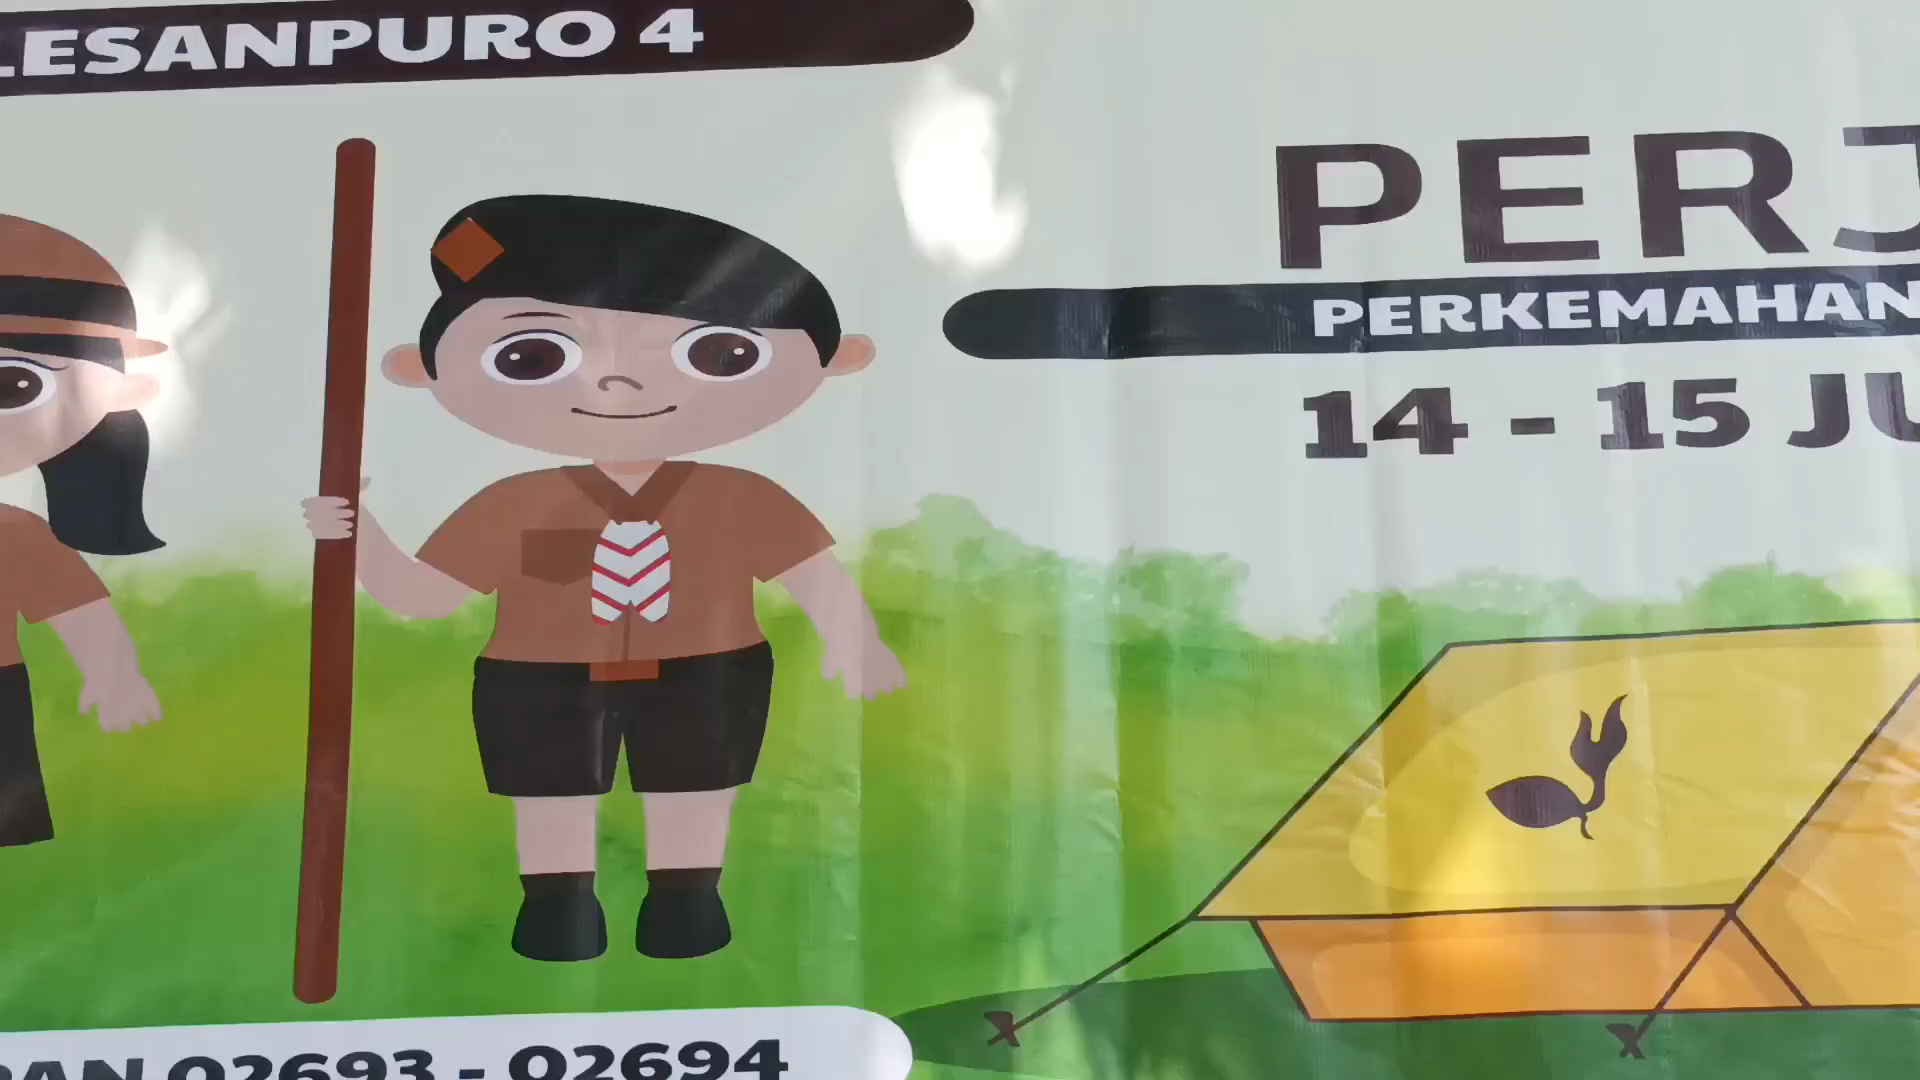 LESANPURO 4
PERJ
PERKEMAHAN
14 - 15 JU
02693 - 02694